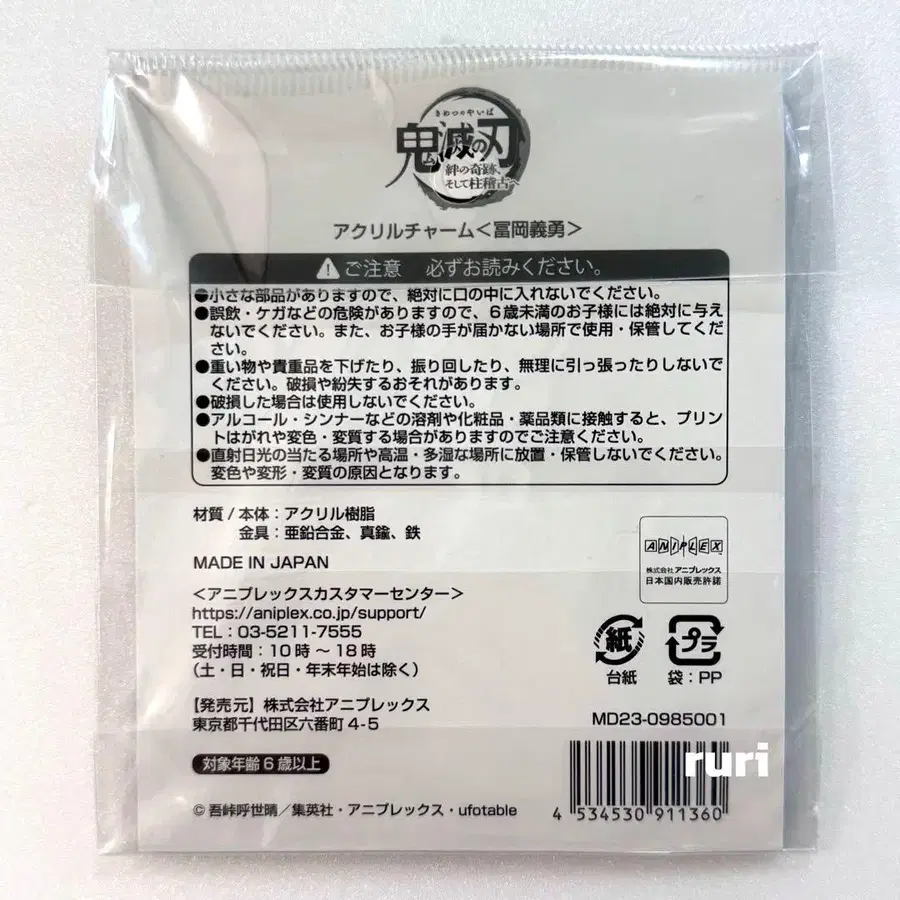 きめつのやいば
鬼滅の刃
絆の奇跡、
そして柱稽古へ
アクリルチャーム<冨岡義勇>
ご注意 必ずお読みください。
●小さな部品がありますので、絶対に口の中に入れないでください。
●誤飲・ケガなどの危険がありますので、6歳未満のお子様には絶対に与え
ないでください。また、お子様の手が届かない場所で使用・保管してくだ
さい。
●重い物や貴重品を下げたり、振り回したり、無理に引っ張ったりしないで
ください。破損や紛失するおそれがあります。
●破損した場合は使用しないでください。
●アルコール・シンナーなどの溶剤や化粧品・薬品類に接触すると、プリン
トはがれや変色・変質する場合がありますのでご注意ください。
●直射日光の当たる場所や高温・多湿な場所に放置・保管しないでください。
変色や変形・変質の原因となります。
材質/本体:アクリル樹脂
金具:亜鉛合金、真鍮、鉄
MADE IN JAPAN
<アニプレックスカスタマーセンター>
https://aniplex.co.jp/support/
TEL:03-5211-7555
受付時間:10時~18時
(土・日・祝日・年末年始は除く)
【発売元】株式会社アニプレックス
東京都千代田区六番町4-5
対象年齢6歳以上
©吾峠呼世晴/集英社・アニプレックス・ufotable
ANIPLEX
株式会社アニプレックス
日本国内販売許諾
紙
台紙
プラ
袋:PP
MD23-0985001
ruri
4 534530 911360